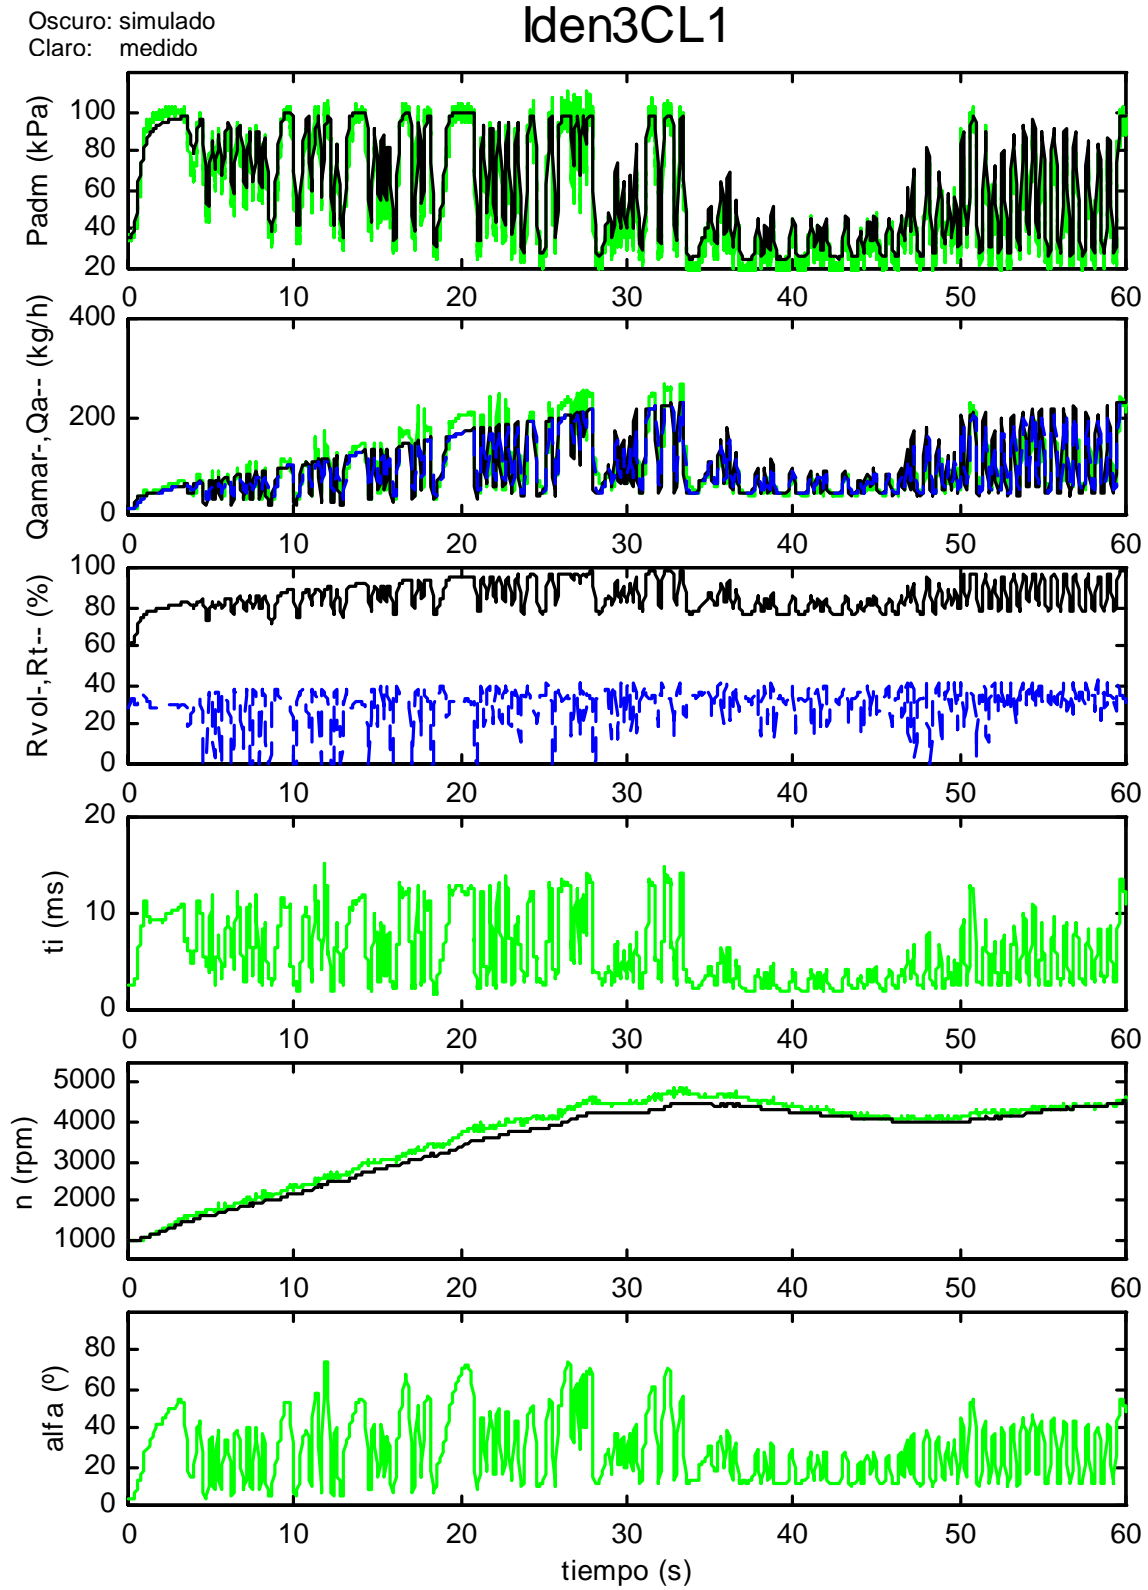 Oscuro: simulado
Claro: medido
Iden3CL1
Padm (kPa)
100
80
60
40
20
0 10 20 30 40 50 60
Qamar-,Qa-- (kg/h)
400
200
0
0 10 20 30 40 50 60
Rvol-,Rt-- (%)
100
80
60
40
20
0
0 10 20 30 40 50 60
ti (ms)
20
10
0
0 10 20 30 40 50 60
n (rpm)
5000
4000
3000
2000
1000
0 10 20 30 40 50 60
alfa (º)
80
60
40
20
0
0 10 20 30 40 50 60
tiempo (s)